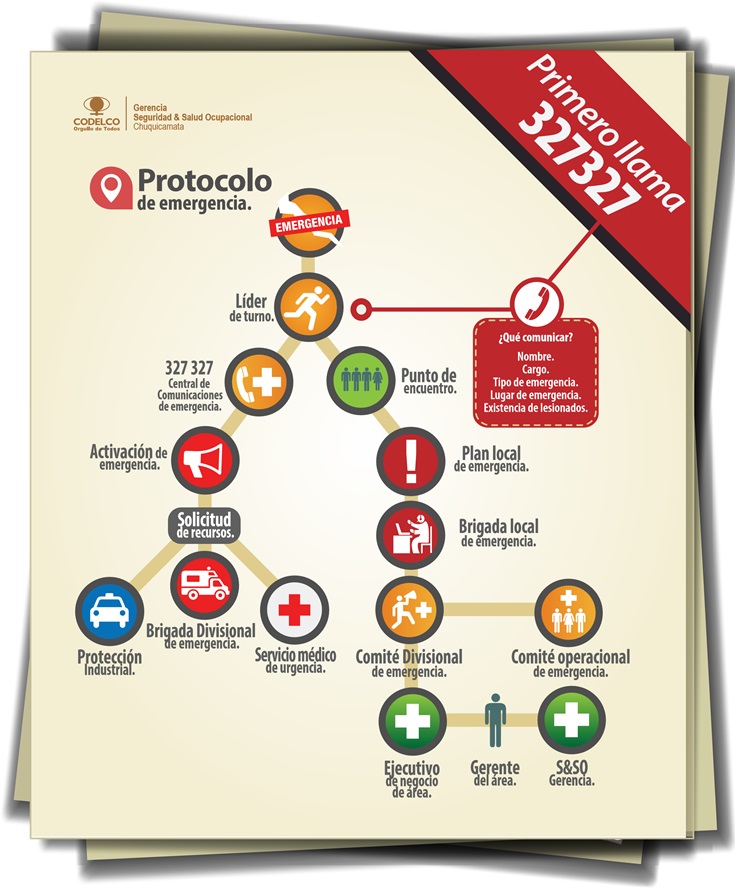 CODELCO
Orgullo de Todos
Gerencia
Seguridad & Salud Ocupacional
Chuquicamata
Primero llama
327327
Protocolo
de emergencia.
EMERGENCIA
Líder
de turno.
¿Qué comunicar?
Nombre.
Cargo.
Tipo de emergencia.
Lugar de emergencia.
Existencia de lesionados.
327 327
Central de
Comunicaciones
de emergencia.
Punto de
encuentro.
Activación de
emergencia.
Plan local
de emergencia.
Solicitud
de recursos.
Brigada local
de emergencia.
Protección
Industrial.
Brigada Divisional
de emergencia.
Servicio médico
de urgencia.
Comité Divisional
de emergencia.
Comité operacional
de emergencia.
Ejecutivo
de negocio
de área.
Gerente
del área.
S&SO
Gerencia.